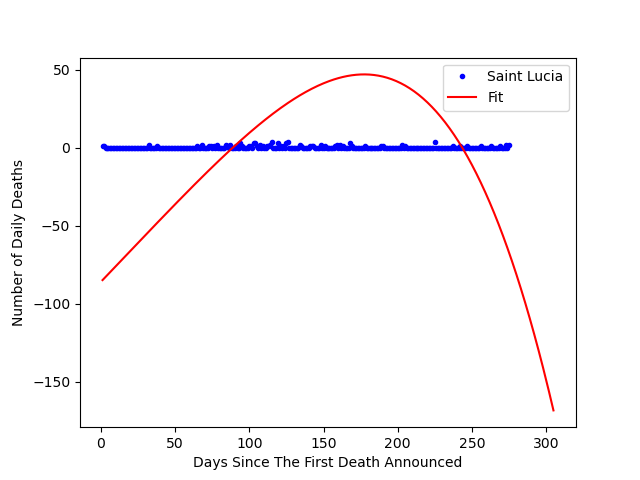 Saint Lucia
Fit
50
0
−50
−100
−150
Number of Daily Deaths
0 50 100 150 200 250 300
Days Since The First Death Announced